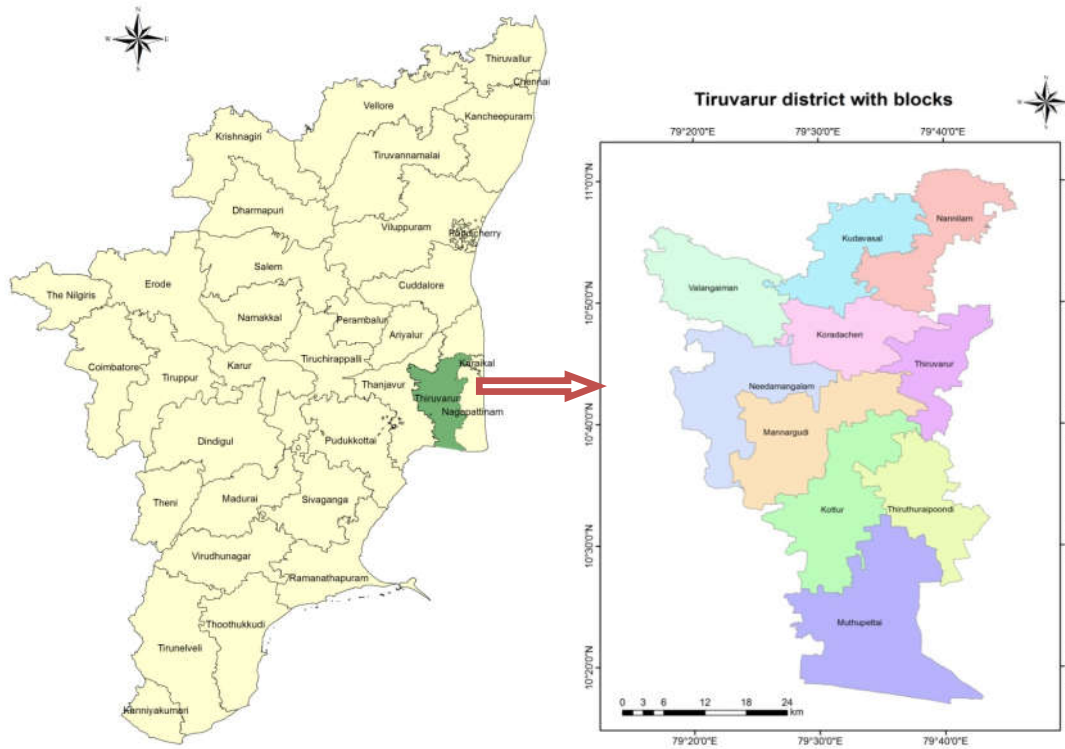 N
W
E
S
Thiruvallur
Chennai
Vellore
Kancheepuram
Krishnagiri
Tiruvannamalai
Dharmapuri
Viluppuram
Salem
Erode
The Nilgiris
Cuddalore
Namakkal
Perambalur
Ariyalur
Coimbatore
Tiruppur
Karur
Tiruchirappalli
Karaikal
Thanjavur
Thiruvarur
Nagapattinam
Dindigul
Pudukkottai
Theni
Madurai
Sivaganga
Virudhunagar
Ramanathapuram
Thoothukkudi
Tirunelveli
Kanniyakumari
Tiruvarur district with blocks
79°20'0"E 79°30'0"E 79°40'0"E
11°0'0"N
10°50'0"N
10°40'0"N
10°30'0"N
10°20'0"N
Nannilam
Kudavasal
Valangaiman
Koradacheri
Thiruvarur
Needamangalam
Mannargudi
Kottur
Thiruthuraipoondi
Muthupettai
0 3 6 12 18 24
km
79°20'0"E 79°30'0"E 79°40'0"E